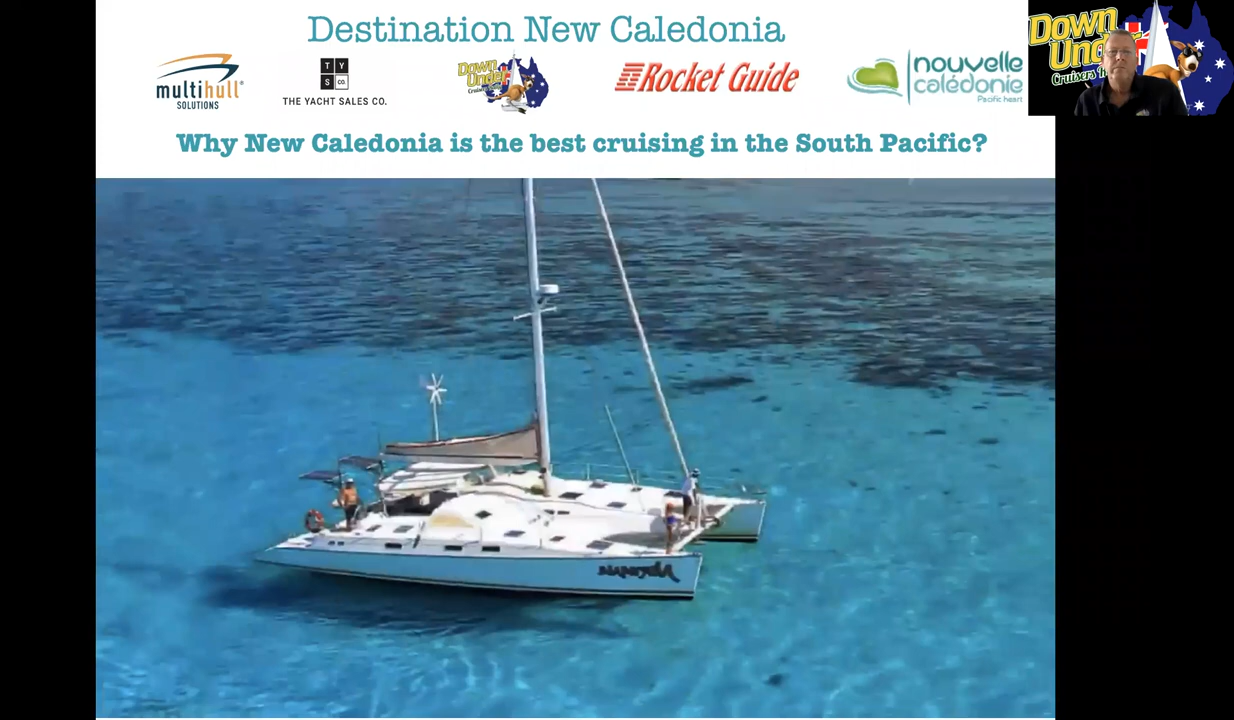 Destination New Caledonia
multihull
SOLUTIONS
T Y
S CO.
THE YACHT SALES CO.
Down
Under
Rocket Guide
nouvelle
calédonie
Pacific heart
Down
Under
Cruisers
Why New Caledonia is the best cruising in the South Pacific?